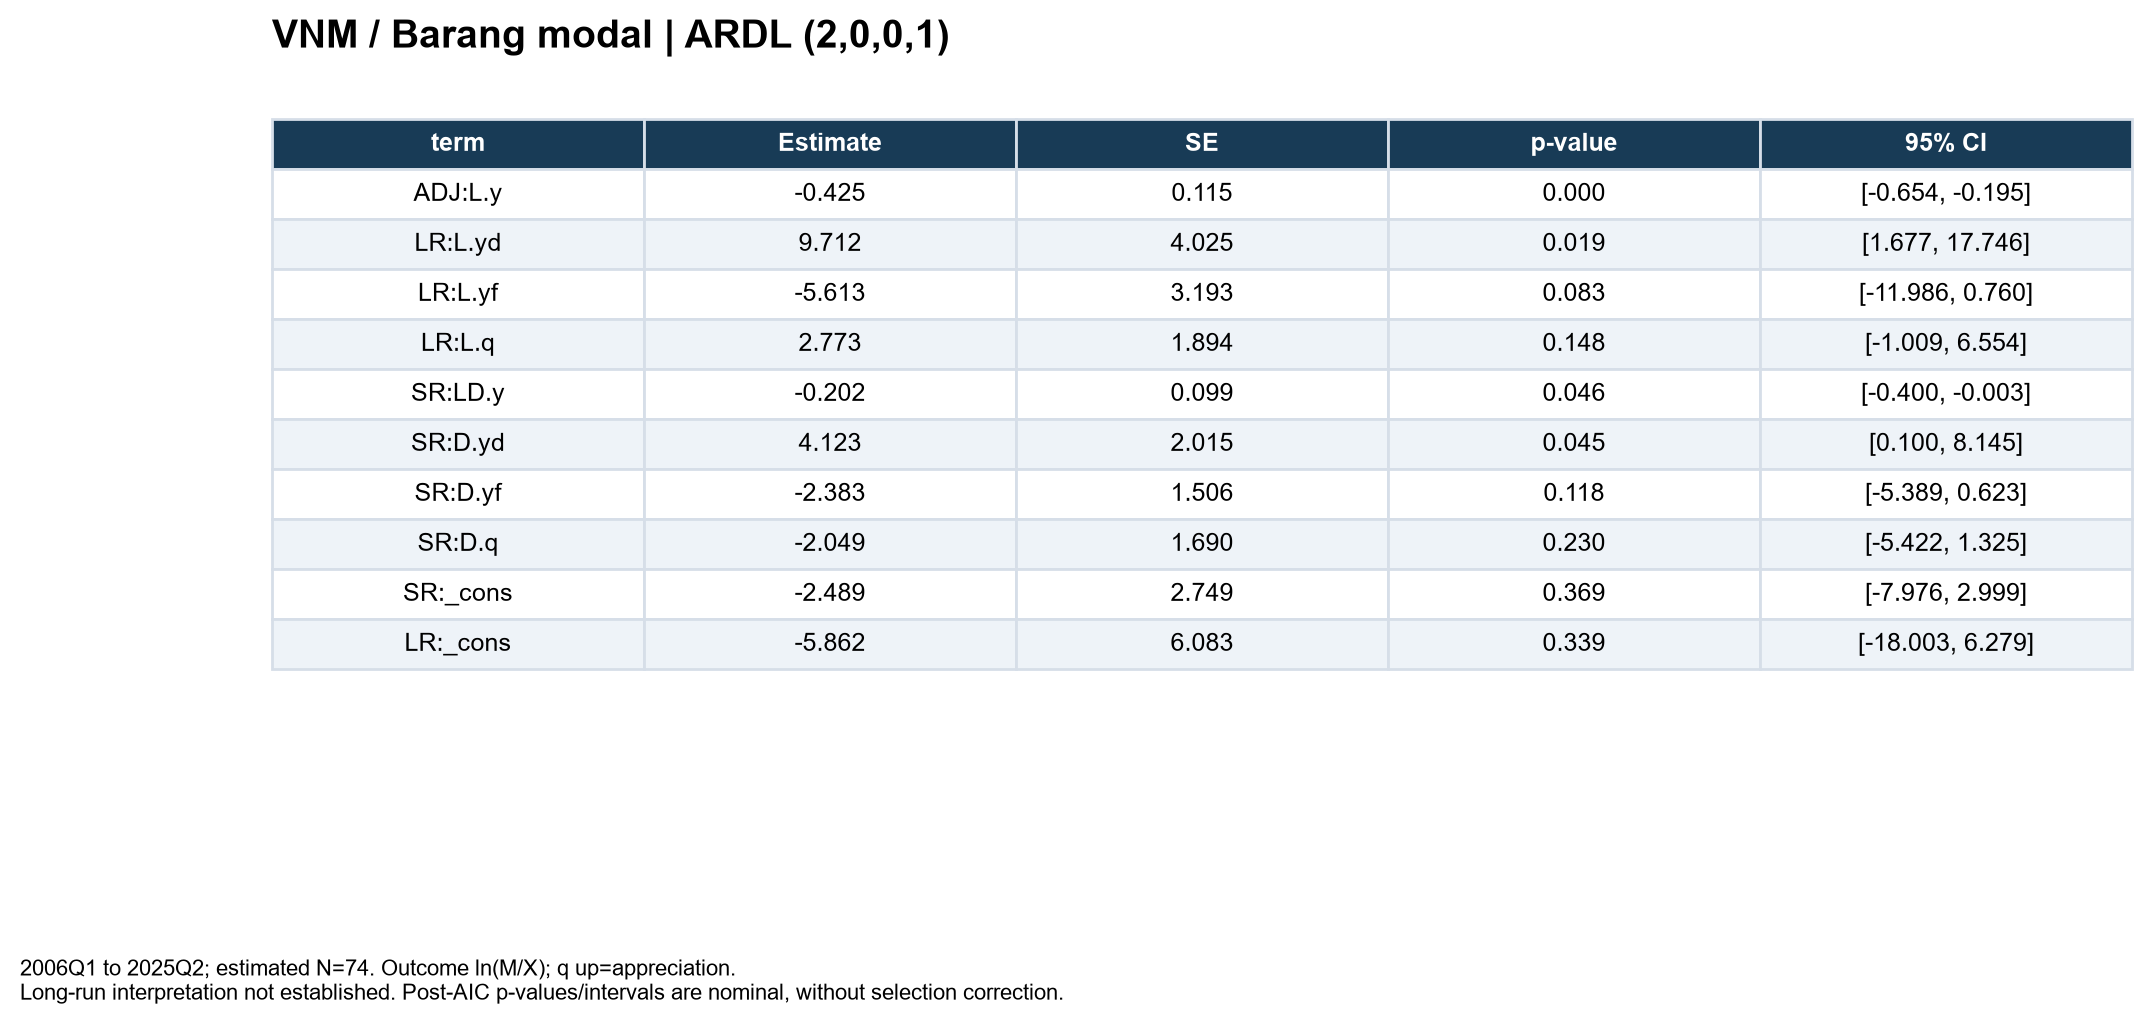 VNM / Barang modal | ARDL (2,0,0,1)
term Estimate SE p-value 95% CI
ADJ:L.y -0.425 0.115 0.000 [-0.654, -0.195]
LR:L.yd 9.712 4.025 0.019 [1.677, 17.746]
LR:L.yf -5.613 3.193 0.083 [-11.986, 0.760]
LR:L.q 2.773 1.894 0.148 [-1.009, 6.554]
SR:LD.y -0.202 0.099 0.046 [-0.400, -0.003]
SR:D.yd 4.123 2.015 0.045 [0.100, 8.145]
SR:D.yf -2.383 1.506 0.118 [-5.389, 0.623]
SR:D.q -2.049 1.690 0.230 [-5.422, 1.325]
SR:_cons -2.489 2.749 0.369 [-7.976, 2.999]
LR:_cons -5.862 6.083 0.339 [-18.003, 6.279]
2006Q1 to 2025Q2; estimated N=74. Outcome ln(M/X); q up=appreciation.
Long-run interpretation not established. Post-AIC p-values/intervals are nominal, without selection correction.